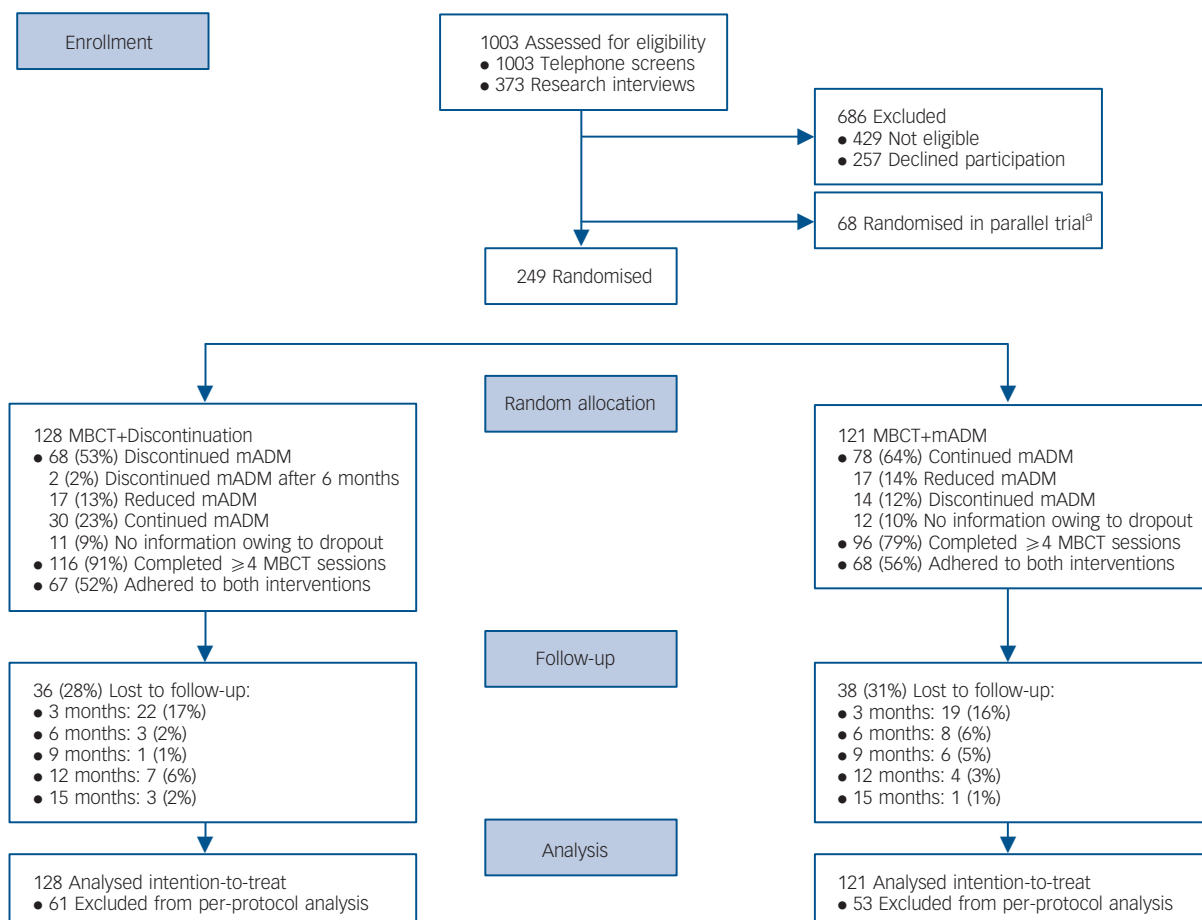 Enrollment
1003 Assessed for eligibility
● 1003 Telephone screens
● 373 Research interviews
686 Excluded
● 429 Not eligible
● 257 Declined participation
68 Randomised in parallel trialᵃ
249 Randomised
Random allocation
128 MBCT+Discontinuation
● 68 (53%) Discontinued mADM
2 (2%) Discontinued mADM after 6 months
17 (13%) Reduced mADM
30 (23%) Continued mADM
11 (9%) No information owing to dropout
● 116 (91%) Completed ⩾4 MBCT sessions
● 67 (52%) Adhered to both interventions
121 MBCT+mADM
● 78 (64%) Continued mADM
17 (14% Reduced mADM
14 (12%) Discontinued mADM
12 (10% No information owing to dropout
● 96 (79%) Completed ⩾4 MBCT sessions
● 68 (56%) Adhered to both interventions
Follow-up
36 (28%) Lost to follow-up:
● 3 months: 22 (17%)
● 6 months: 3 (2%)
● 9 months: 1 (1%)
● 12 months: 7 (6%)
● 15 months: 3 (2%)
38 (31%) Lost to follow-up:
● 3 months: 19 (16%)
● 6 months: 8 (6%)
● 9 months: 6 (5%)
● 12 months: 4 (3%)
● 15 months: 1 (1%)
Analysis
128 Analysed intention-to-treat
● 61 Excluded from per-protocol analysis
121 Analysed intention-to-treat
● 53 Excluded from per-protocol analysis